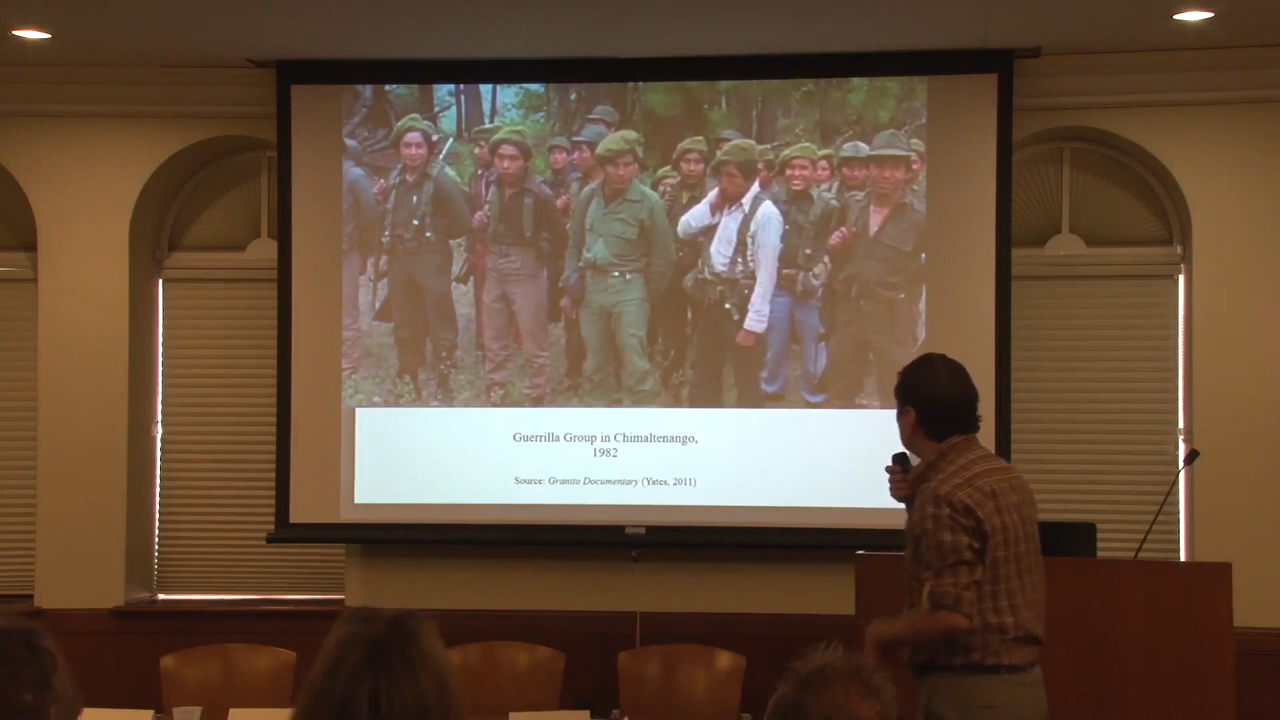 Guerrilla Group in Chimaltenango,
1982
Source: Granito Documentary (Yates, 2011)